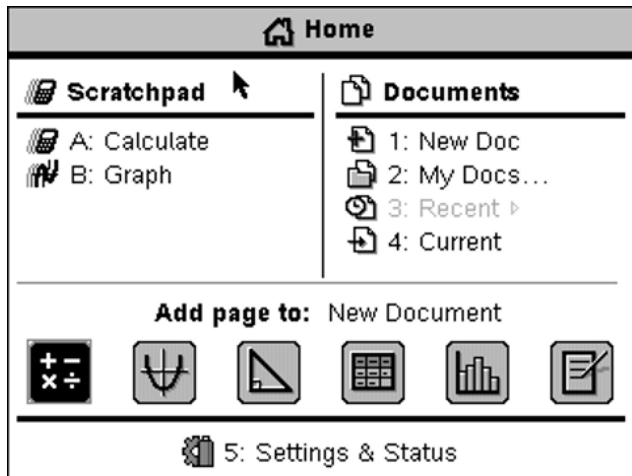 Home
Scratchpad
A: Calculate
B: Graph
Documents
1: New Doc
2: My Docs...
3: Recent ▹
4: Current
Add page to: New Document
5: Settings & Status